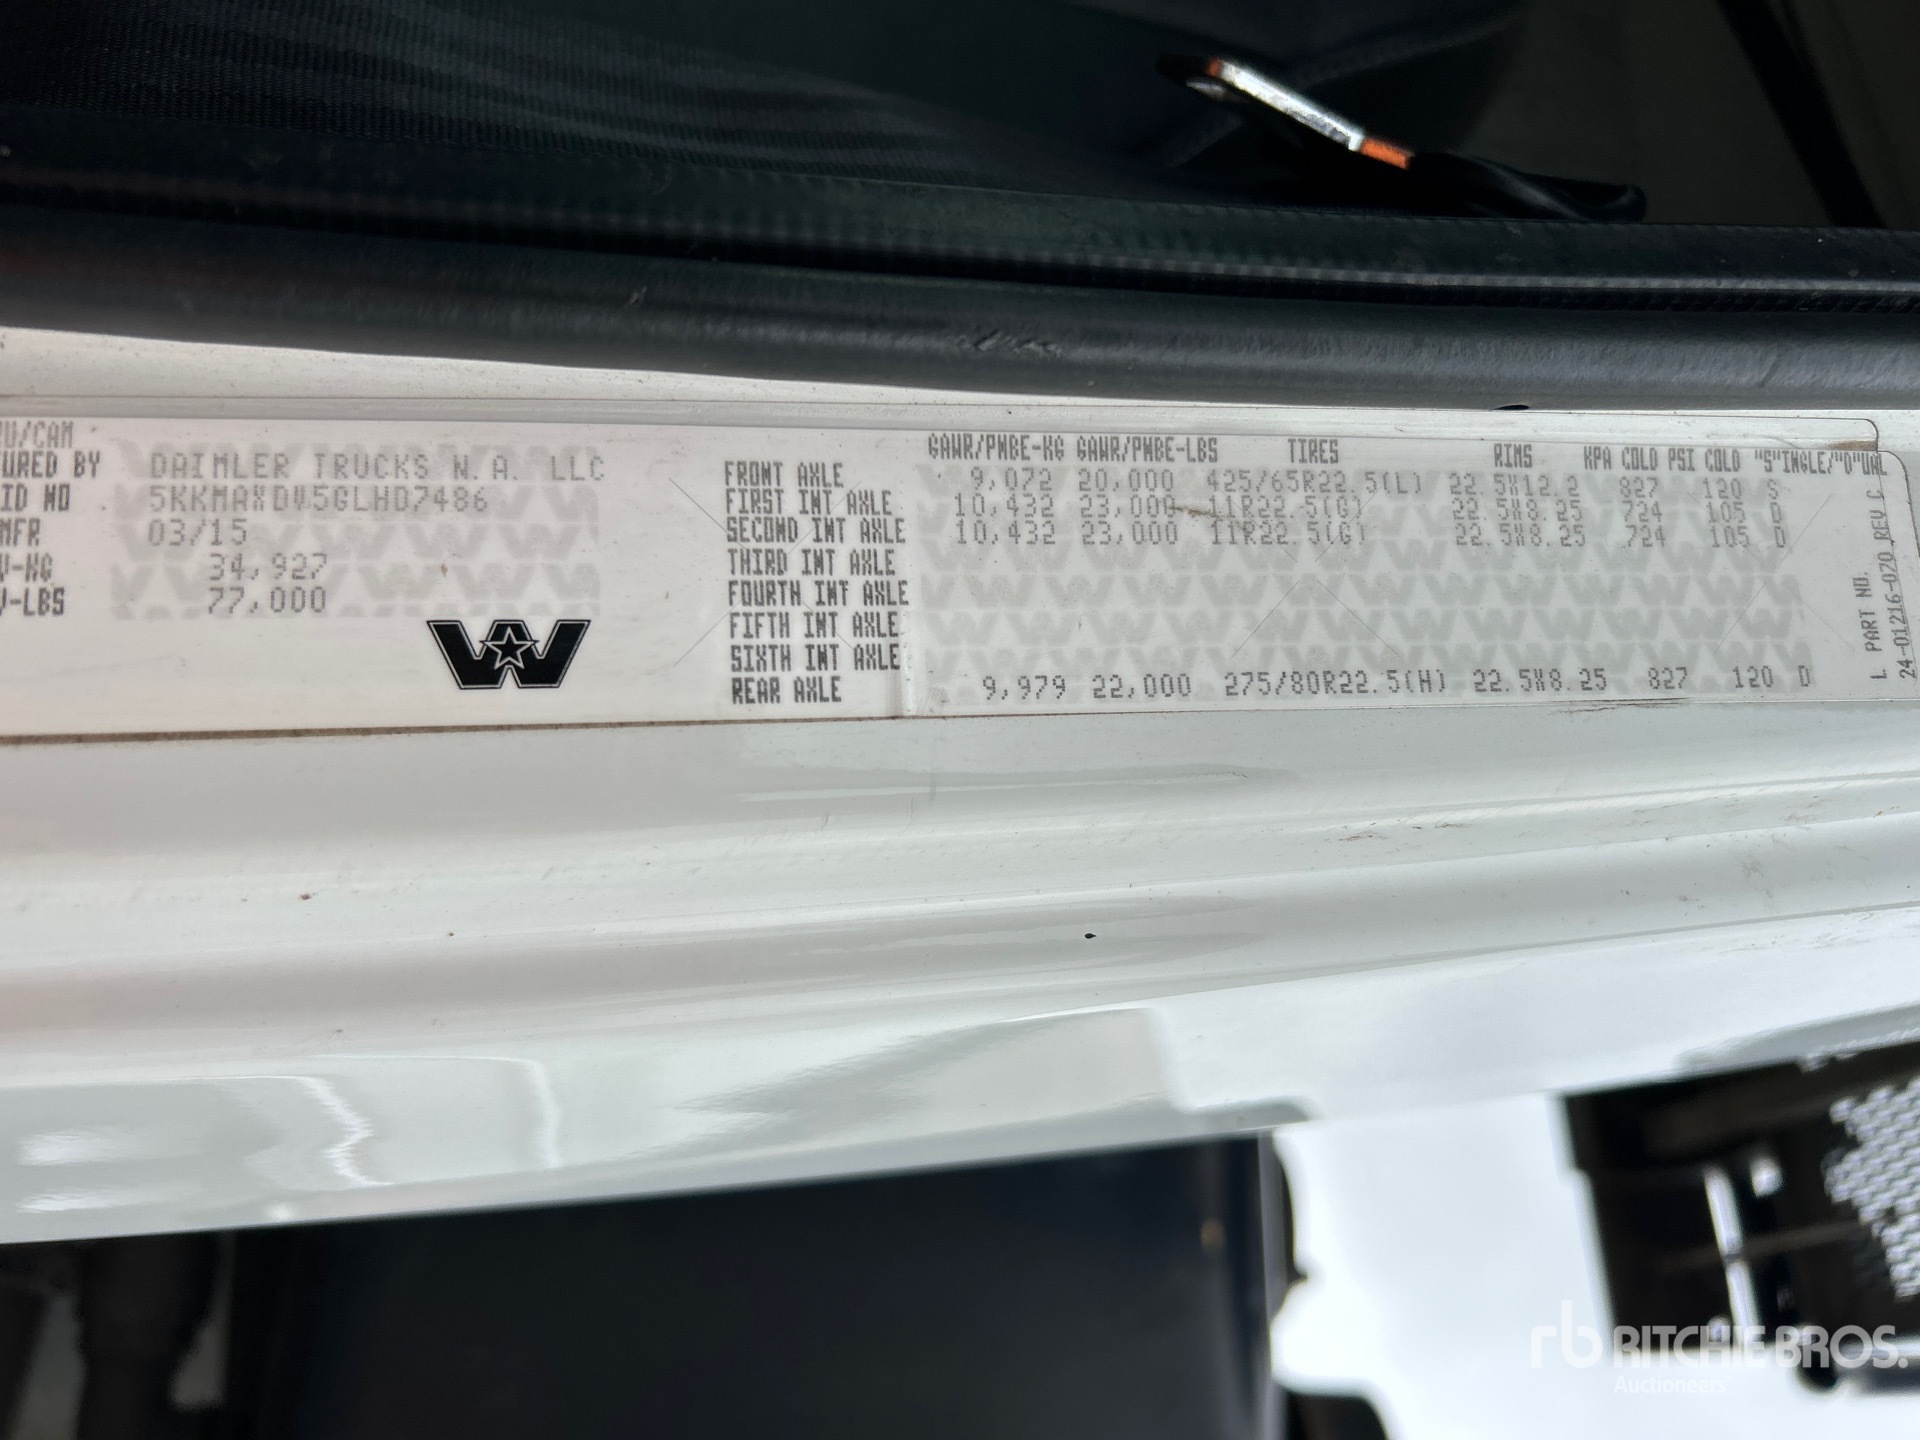 RU/CAM
TURED BY DAIMLER TRUCKS N.A. LLC
ID NO 5KKMAXDV5GLHD7486
MFR 03/15
V-KG 34,927
V-LBS 77,000
GAWR/PNBE-KG GAWR/PNBE-LBS TIRES RIMS KPA COLD PSI COLD "S"INGLE/"D"UAL
FRONT AXLE 9,072 20,000 425/65R22.5(L) 22.5X12.2 827 120 S
FIRST INT AXLE 10,432 23,000 11R22.5(G) 22.5X8.25 724 105 D
SECOND INT AXLE 10,432 23,000 11R22.5(G) 22.5X8.25 724 105 D
THIRD INT AXLE
FOURTH INT AXLE
FIFTH INT AXLE
SIXTH INT AXLE
REAR AXLE 9,979 22,000 275/80R22.5(H) 22.5X8.25 827 120 D
L PART NO.
24-01216-020 REV C
rb RITCHIE BROS.
Auctioneers